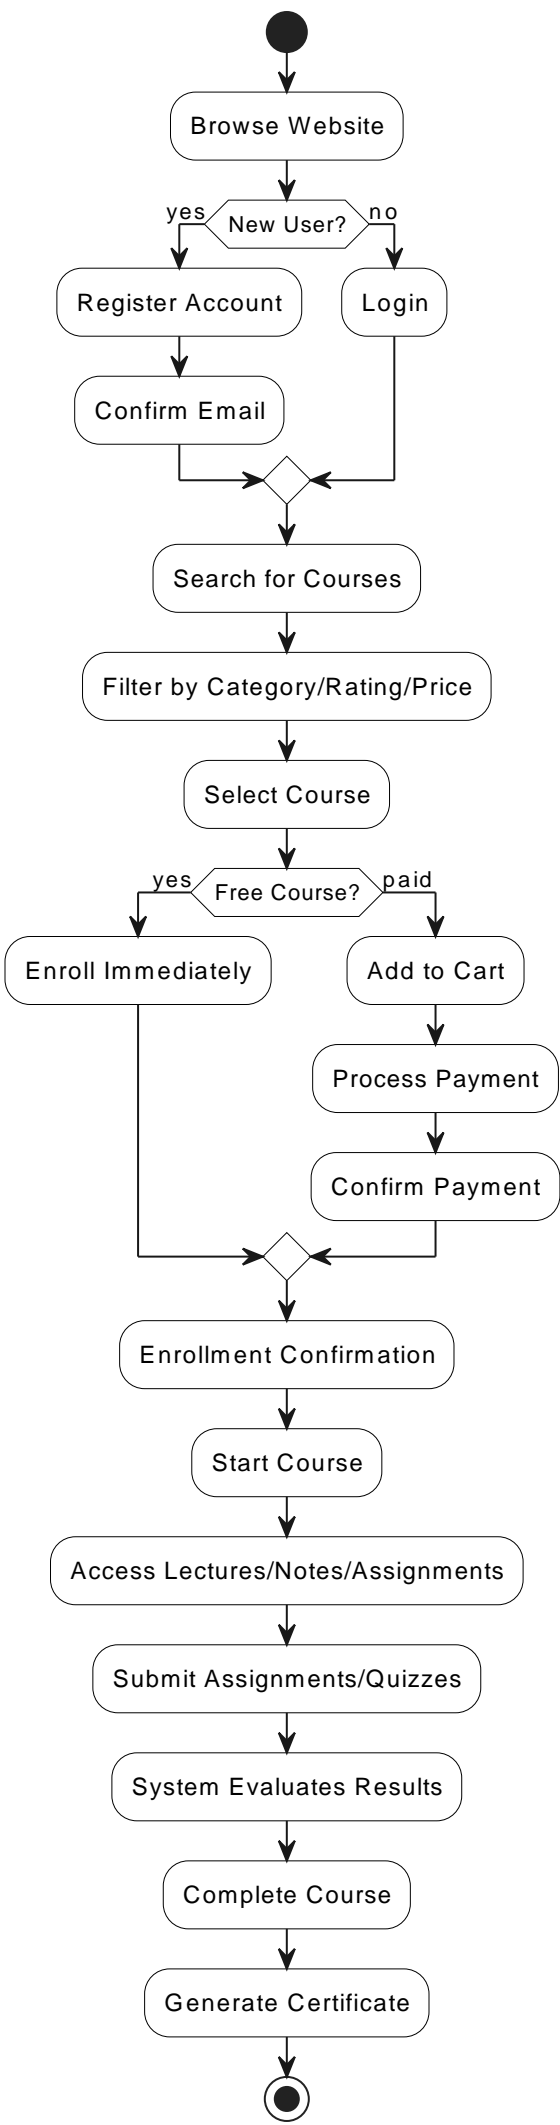 Browse Website
yes
New User?
no
Register Account
Login
Confirm Email
Search for Courses
Filter by Category/Rating/Price
Select Course
yes
Free Course?
paid
Enroll Immediately
Add to Cart
Process Payment
Confirm Payment
Enrollment Confirmation
Start Course
Access Lectures/Notes/Assignments
Submit Assignments/Quizzes
System Evaluates Results
Complete Course
Generate Certificate